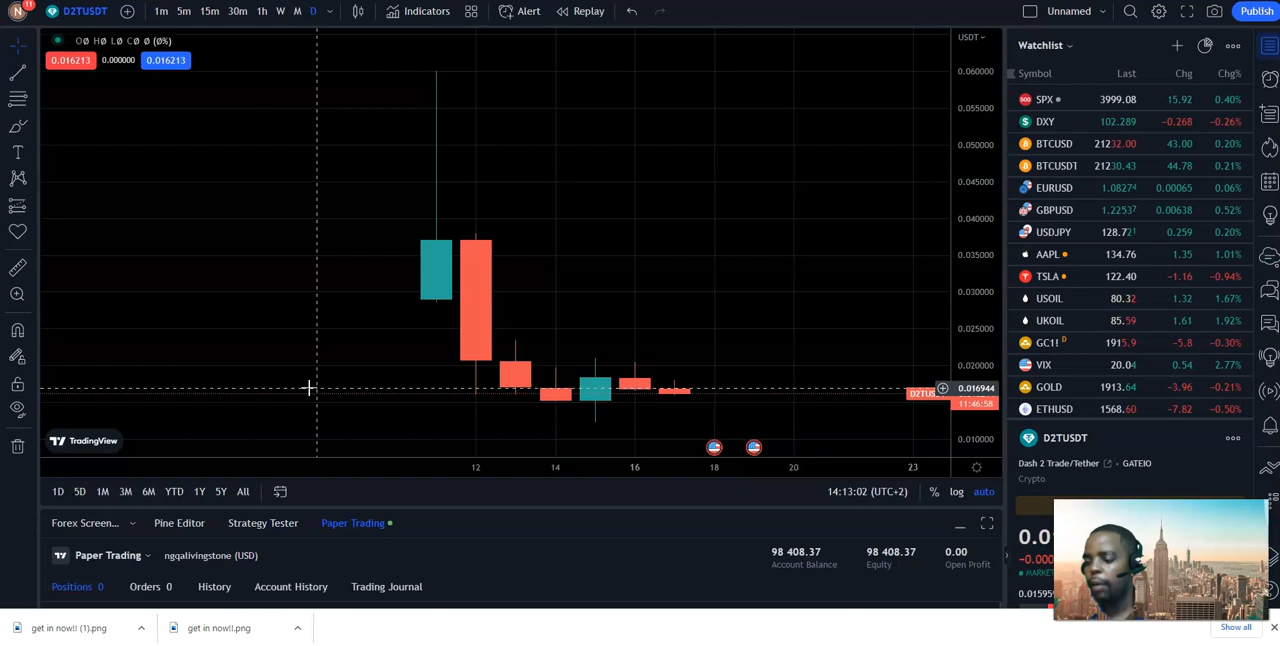 N 11 D2TUSDT 1m 5m 15m 30m 1h W M D Indicators Alert Replay Unnamed Publish
O∅ H∅ L∅ C∅ ∅ (∅%) USDT
0.016213 0.000000 0.016213
0.060000
0.055000
0.050000
0.045000
0.040000
0.035000
0.030000
0.025000
0.020000
0.016944
D2TUS
11:46:58
0.010000
TradingView
12 14 16 18 20 23
1D 5D 1M 3M 6M YTD 1Y 5Y All 14:13:02 (UTC+2) % log auto
Forex Screen... Pine Editor Strategy Tester Paper Trading
Paper Trading ngqalivingstone (USD)
98 408.37 98 408.37 0.00
Account Balance Equity Open Profit
Positions 0 Orders 0 History Account History Trading Journal
Watchlist
Symbol Last Chg Chg%
500 SPX 3999.08 15.92 0.40%
$ DXY 102.289 −0.268 −0.26%
BTCUSD 21232.00 43.00 0.20%
BTCUSDT 21230.43 44.78 0.21%
EURUSD 1.08274 0.00065 0.06%
GBPUSD 1.22537 0.00638 0.52%
USDJPY 128.721 0.259 0.20%
AAPL 134.76 1.35 1.01%
TSLA 122.40 −1.16 −0.94%
USOIL 80.32 1.32 1.67%
UKOIL 85.59 1.61 1.92%
GC1! D 1915.9 −5.8 −0.30%
VIX 20.04 0.54 2.77%
GOLD 1913.64 −3.96 −0.21%
ETHUSD 1568.60 −7.82 −0.50%
D2TUSDT
Dash 2 Trade/Tether • GATEIO
Crypto
get in now!! (1).png get in now!!.png Show all